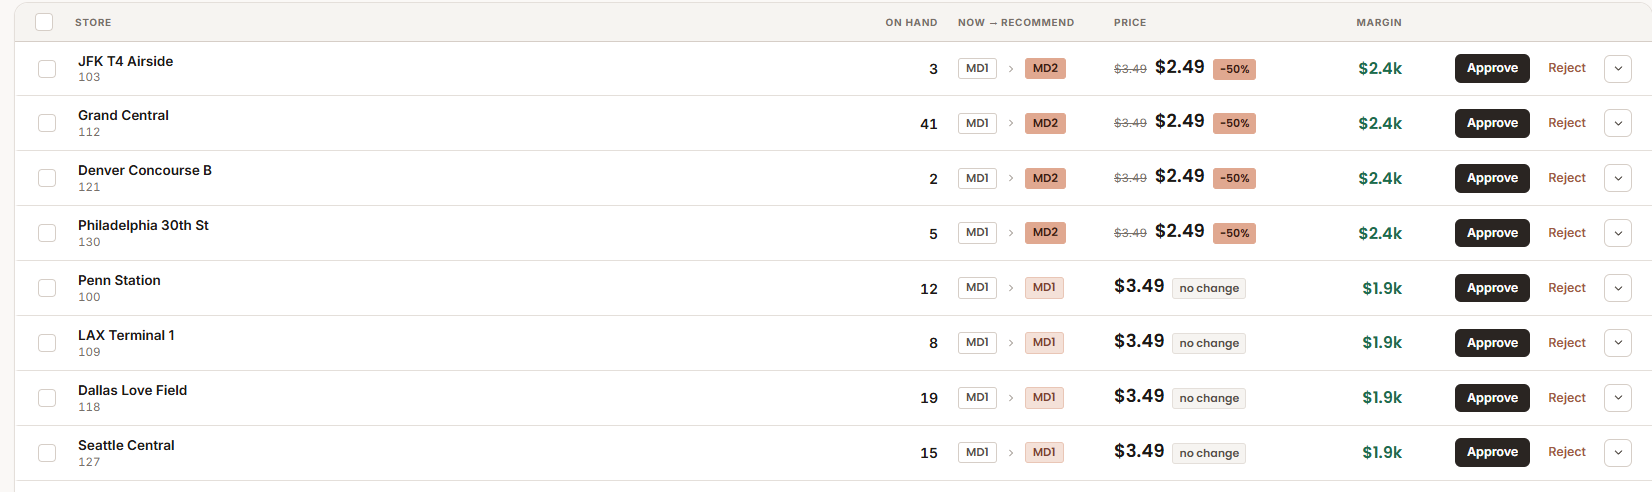 STORE ON HAND NOW → RECOMMEND PRICE MARGIN
JFK T4 Airside
103
3 MD1 › MD2 $3.49 $2.49 -50% $2.4k Approve Reject
Grand Central
112
41 MD1 › MD2 $3.49 $2.49 -50% $2.4k Approve Reject
Denver Concourse B
121
2 MD1 › MD2 $3.49 $2.49 -50% $2.4k Approve Reject
Philadelphia 30th St
130
5 MD1 › MD2 $3.49 $2.49 -50% $2.4k Approve Reject
Penn Station
100
12 MD1 › MD1 $3.49 no change $1.9k Approve Reject
LAX Terminal 1
109
8 MD1 › MD1 $3.49 no change $1.9k Approve Reject
Dallas Love Field
118
19 MD1 › MD1 $3.49 no change $1.9k Approve Reject
Seattle Central
127
15 MD1 › MD1 $3.49 no change $1.9k Approve Reject